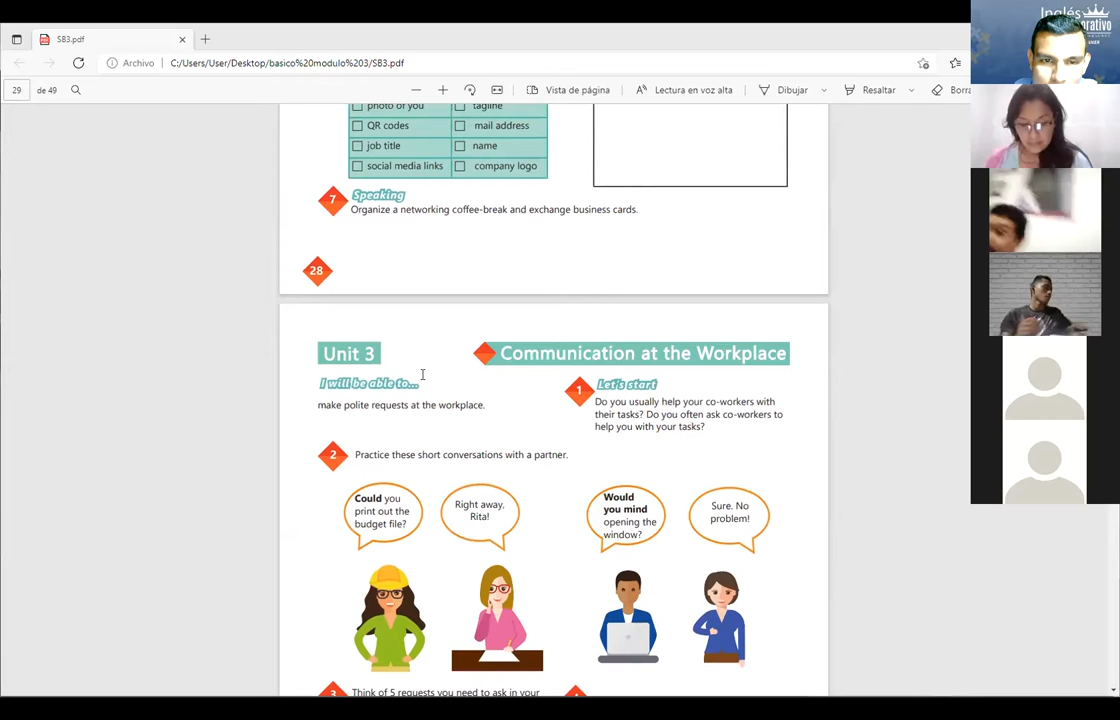 SB3.pdf
Archivo
C:/Users/User/Desktop/basico%20modulo%203/SB3.pdf
29
de 49
Vista de página
Lectura en voz alta
Dibujar
Resaltar
Borra
Inglés
photo of you
tagline
QR codes
mail address
job title
name
social media links
company logo
7
Speaking
Organize a networking coffee-break and exchange business cards.
28
Unit 3
Communication at the Workplace
I will be able to...
make polite requests at the workplace.
1
Let's start
Do you usually help your co-workers with
their tasks? Do you often ask co-workers to
help you with your tasks?
2
Practice these short conversations with a partner.
Could you
print out the
budget file?
Right away,
Rita!
Would
you mind
opening the
window?
Sure. No
problem!
3
Think of 5 requests you need to ask in your